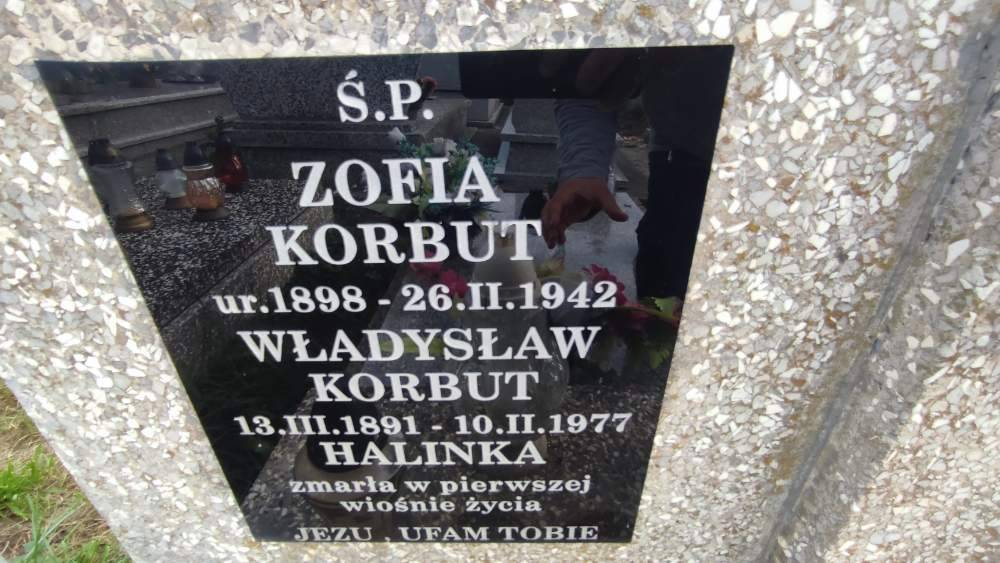 Ś.P.
ZOFIA
KORBUT
ur.1898 - 26.II.1942
WŁADYSŁAW
KORBUT
13.III.1891 - 10.II.1977
HALINKA
zmarła w pierwszej
wiośnie życia
JEZU , UFAM TOBIE